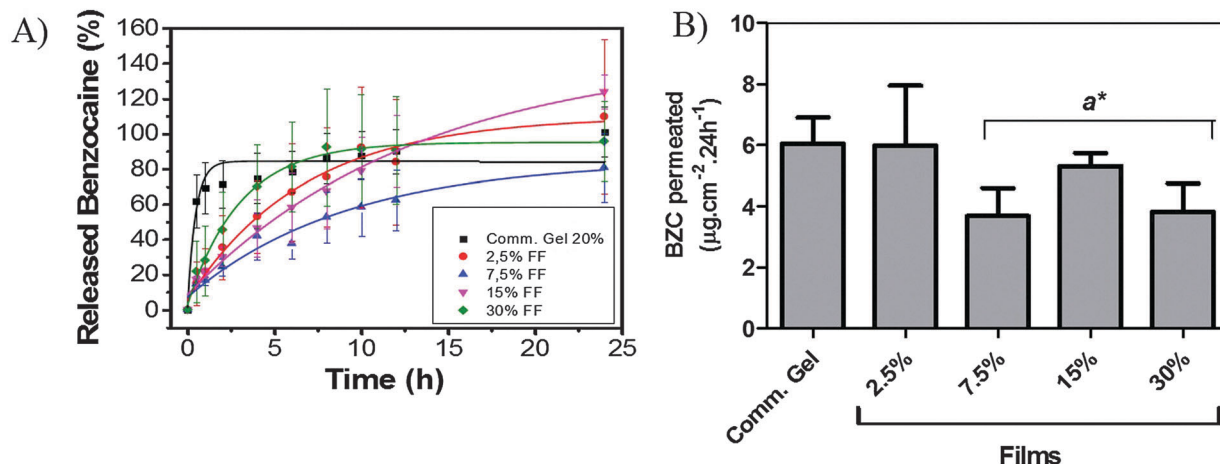 A)
Released Benzocaine (%)
160
140
120
100
80
60
40
20
0
Comm. Gel 20%
2,5% FF
7,5% FF
15% FF
30% FF
0 5 10 15 20 25
Time (h)
B)
BZC permeated
(µg.cm-2.24h-1)
10
8
6
4
2
0
a*
Comm. Gel
2.5%
7.5%
15%
30%
Films